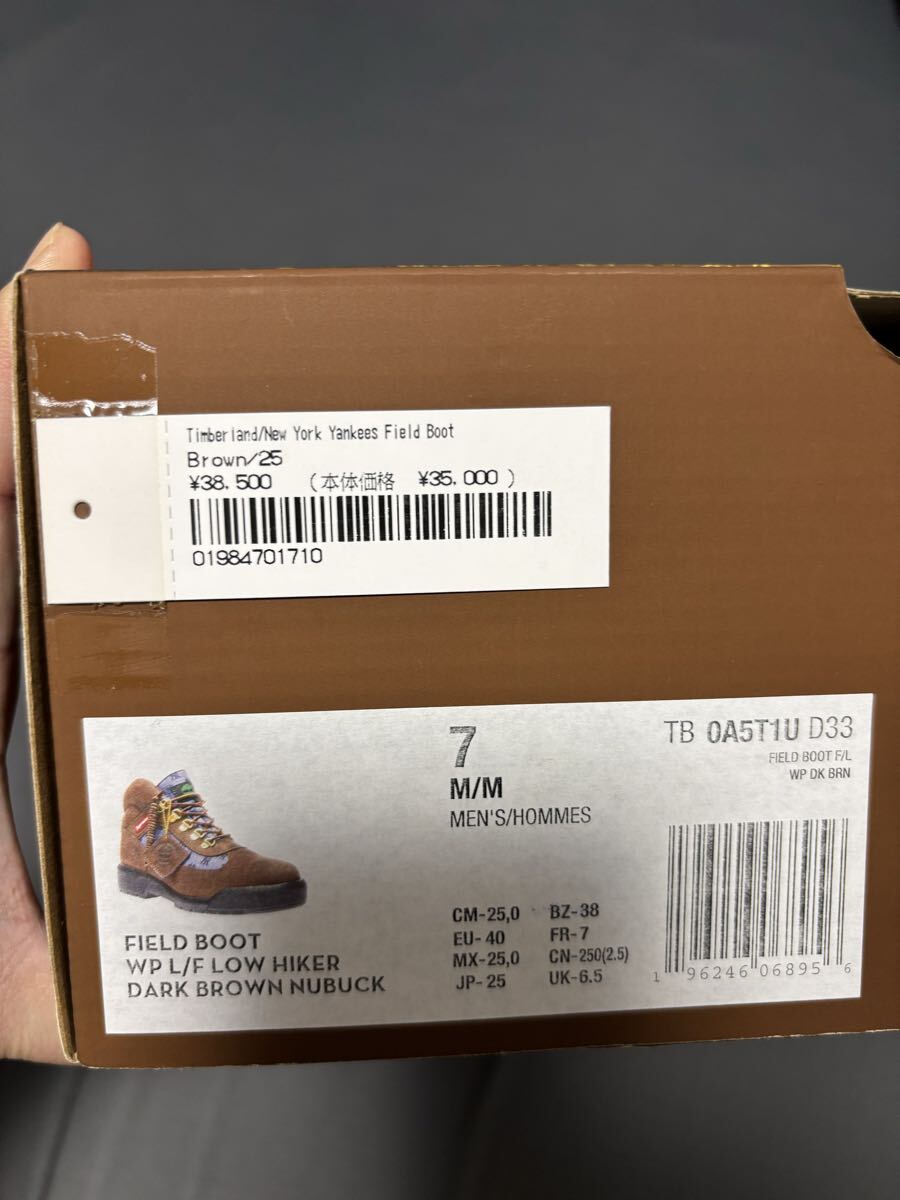 Timberland/New York Yankees Field Boot
Brown/25
¥38,500 (本体価格 ¥35,000)
01984701710
7
M/M
MEN'S/HOMMES
TB 0A5T1U D33
FIELD BOOT F/L
WP DK BRN
FIELD BOOT
WP L/F LOW HIKER
DARK BROWN NUBUCK
CM-25,0 BZ-38
EU-40 FR-7
MX-25,0 CN-250(2.5)
JP-25 UK-6.5
1 96246 06895 6